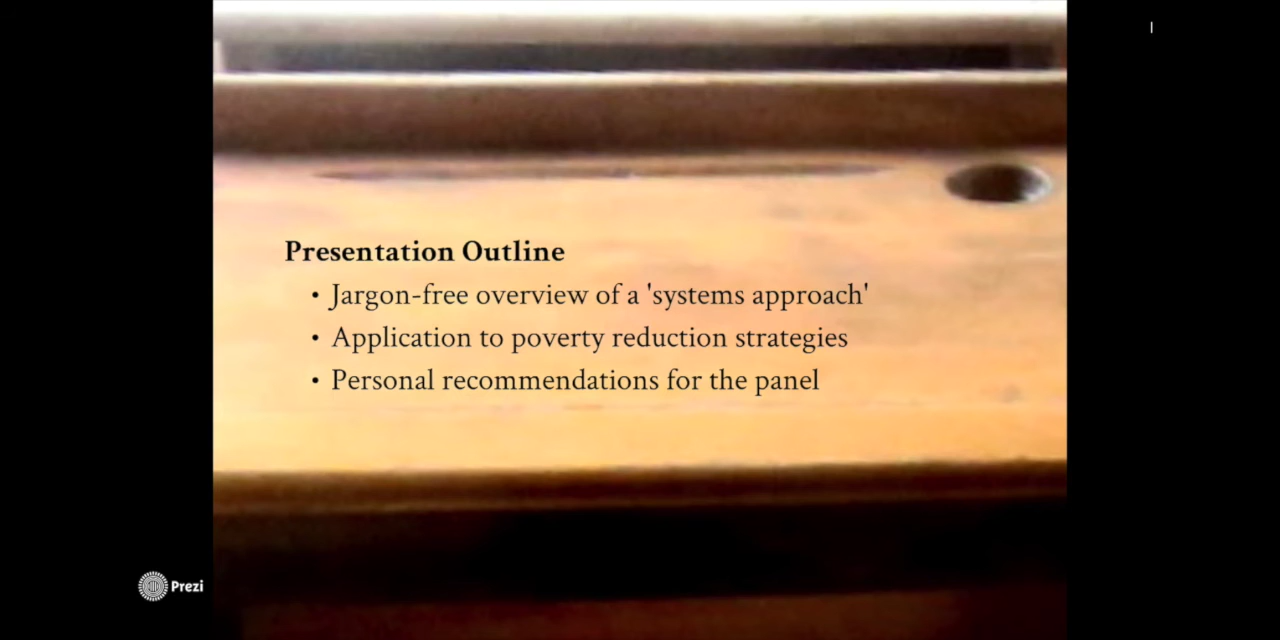 Presentation Outline
• Jargon-free overview of a 'systems approach'
• Application to poverty reduction strategies
• Personal recommendations for the panel
Prezi